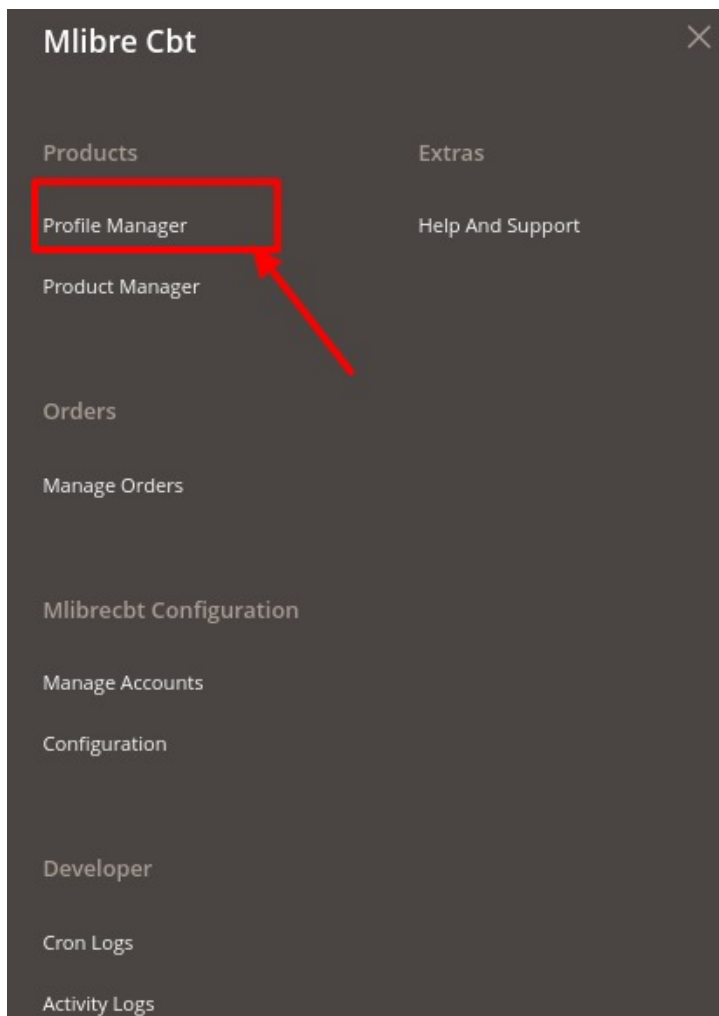 Mlibre Cbt
Products
Profile Manager
Product Manager
Extras
Help And Support
Orders
Manage Orders
Mlibrecbt Configuration
Manage Accounts
Configuration
Developer
Cron Logs
Activity Logs